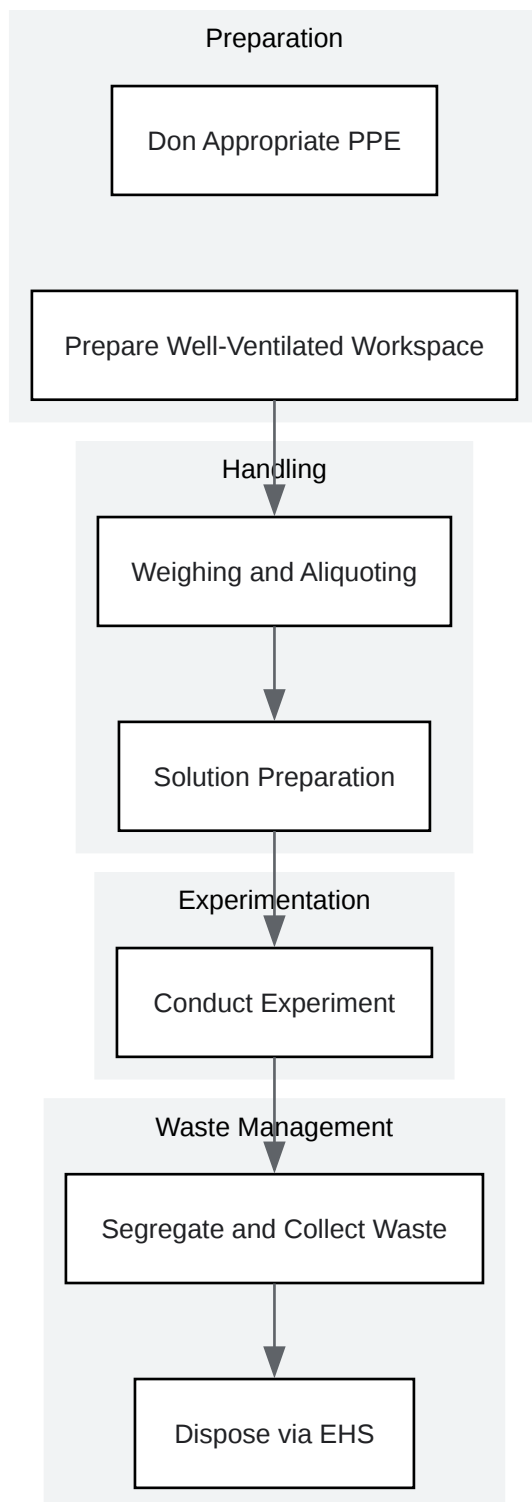 Preparation
Don Appropriate PPE
Prepare Well-Ventilated Workspace
Handling
Weighing and Aliquoting
Solution Preparation
Experimentation
Conduct Experiment
Waste Management
Segregate and Collect Waste
Dispose via EHS